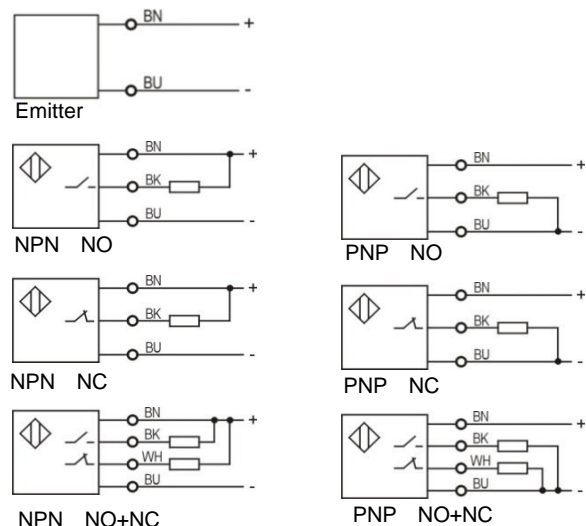 BN +
BU -
Emitter
BN +
BK
BU -
NPN NO
BN +
BK
BU -
PNP NO
BN +
BK
BU -
NPN NC
BN +
BK
BU -
PNP NC
BN +
BK
WH
BU -
NPN NO+NC
BN +
BK
WH
BU -
PNP NO+NC